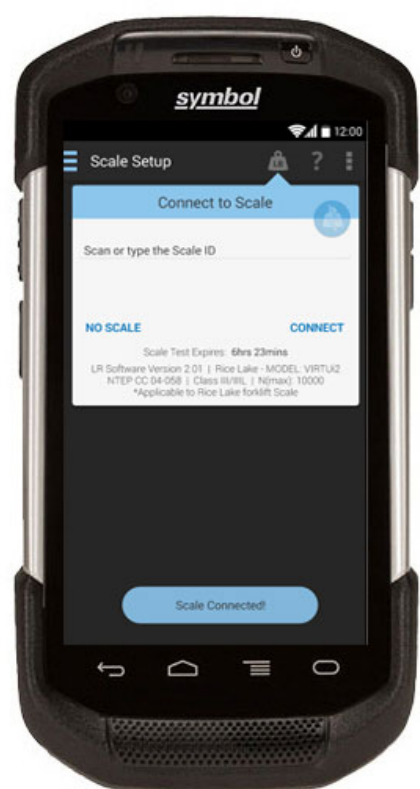 symbol
12:00
Scale Setup
?
Connect to Scale
Scan or type the Scale ID
NO SCALE CONNECT
Scale Test Expires: 6hrs 23mins
LR Software Version 2.01 | Rice Lake - MODEL: VIRTUi2
NTEP CC 04-058 | Class III/IIIL | N(max): 10000
*Applicable to Rice Lake forklift Scale
Scale Connected!